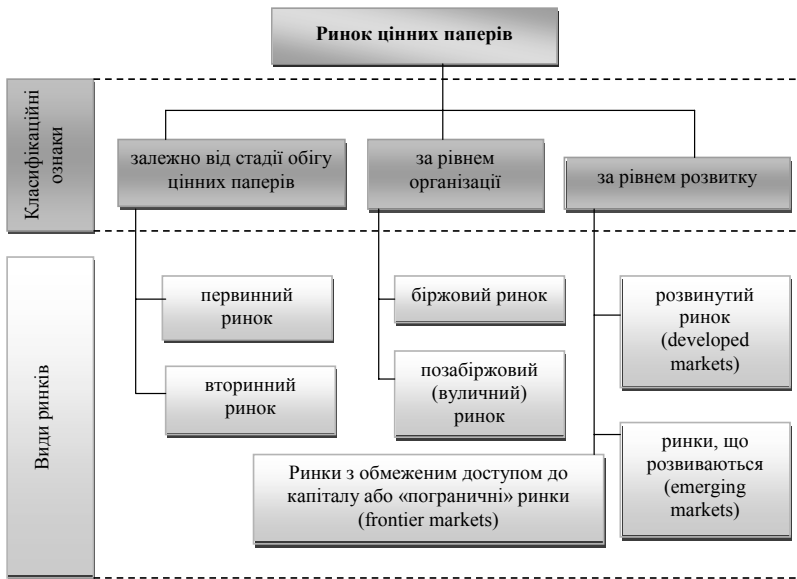 Ринок цінних паперів
Класифікаційні
ознаки
залежно від стадії обігу
цінних паперів
за рівнем
організації
за рівнем розвитку
Види ринків
первинний
ринок
вторинний
ринок
біржовий ринок
позабіржовий
(вуличний)
ринок
розвинутий
ринок
(developed
markets)
ринки, що
розвиваються
(emerging
markets)
Ринки з обмеженим доступом до
капіталу або «пограничні» ринки
(frontier markets)